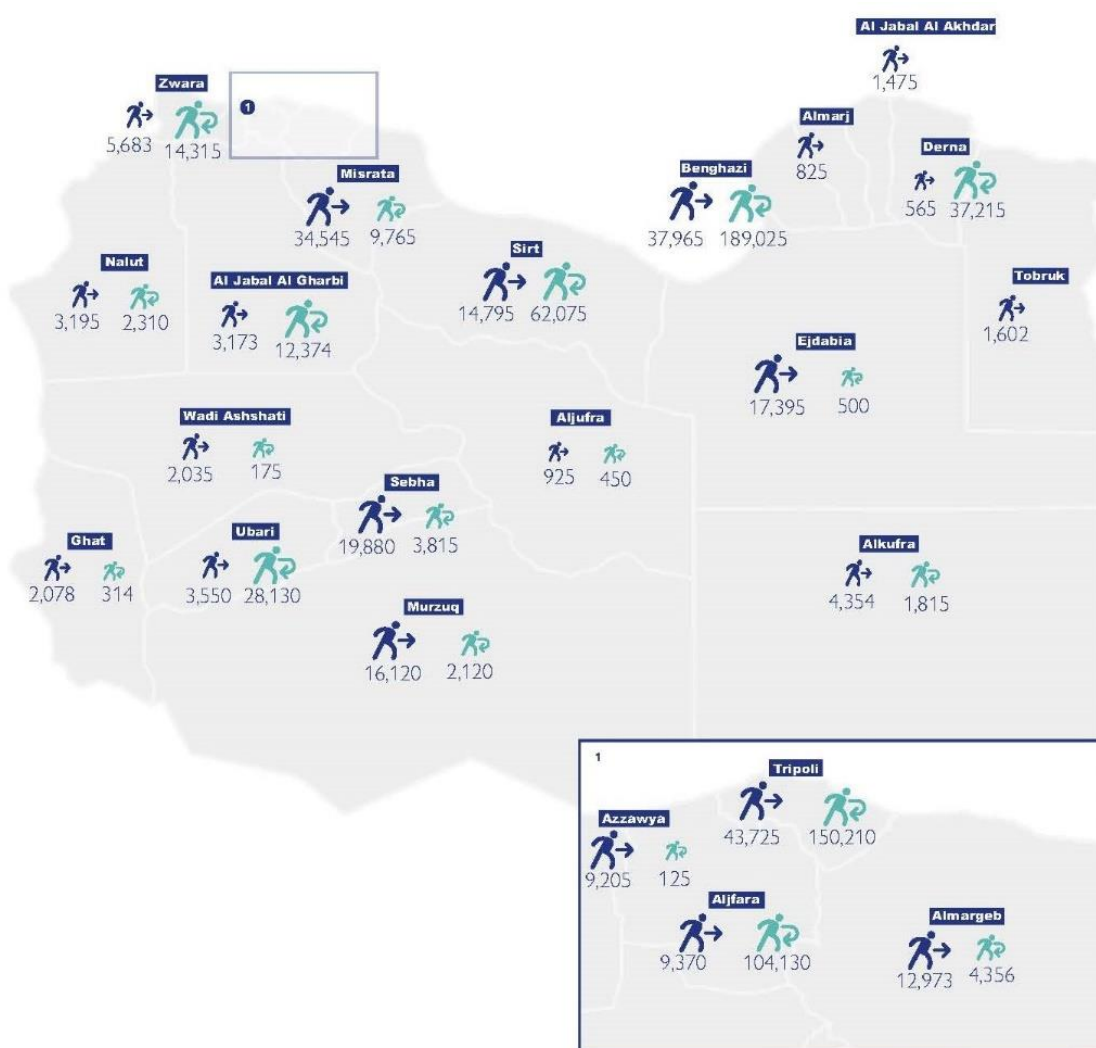 Al Jabal Al Akhdar
1,475
Zwara
5,683 14,315
1
Almarj
825
Derna
565 37,215
Benghazi
37,965 189,025
Misrata
34,545 9,765
Sirt
14,795 62,075
Nalut
3,195 2,310
Al Jabal Al Gharbi
3,173 12,374
Tobruk
1,602
Ejdabia
17,395 500
Wadi Ashshati
2,035 175
Aljufra
925 450
Sebha
19,880 3,815
Ghat
2,078 314
Ubari
3,550 28,130
Alkufra
4,354 1,815
Murzuq
16,120 2,120
1
Tripoli
43,725 150,210
Azzawya
9,205 125
Aljfara
9,370 104,130
Almargeb
12,973 4,356